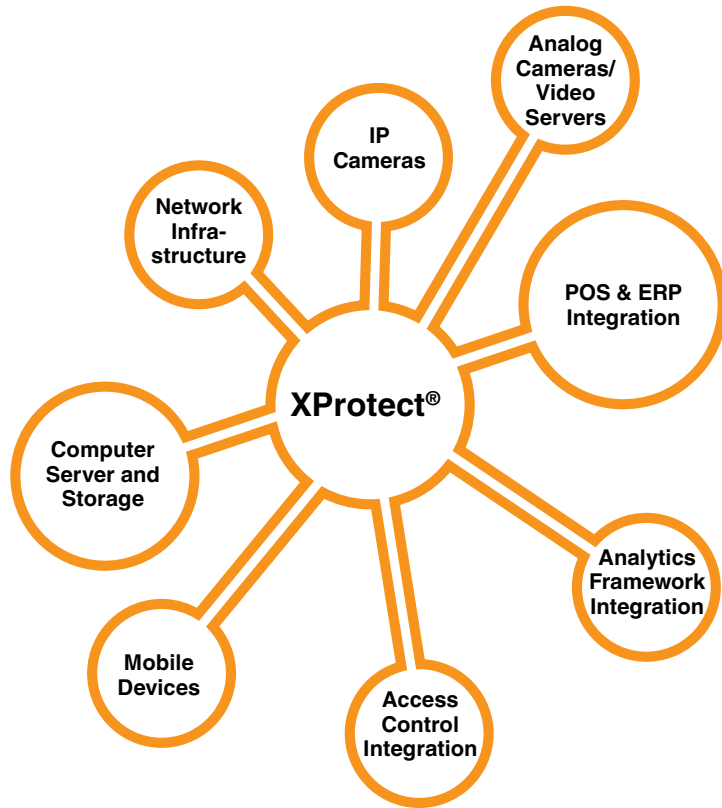 Analog
Cameras/
Video
Servers
IP
Cameras
Network
Infra-
structure
POS & ERP
Integration
XProtect®
Computer
Server and
Storage
Analytics
Framework
Integration
Mobile
Devices
Access
Control
Integration